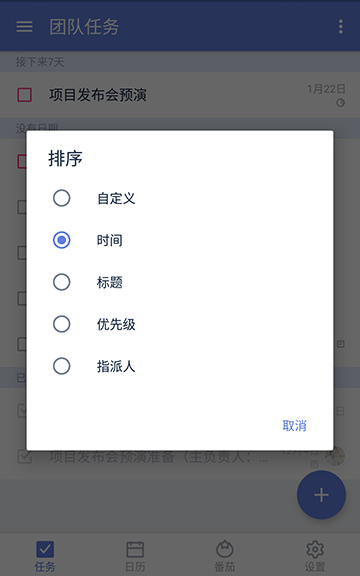 团队任务
接下来7天
项目发布会预演
1月22日
没有日期
排序
自定义
时间
标题
优先级
指派人
取消
已
日
项目发布会预演准备（主负责人：...
任务
日历
番茄
设置